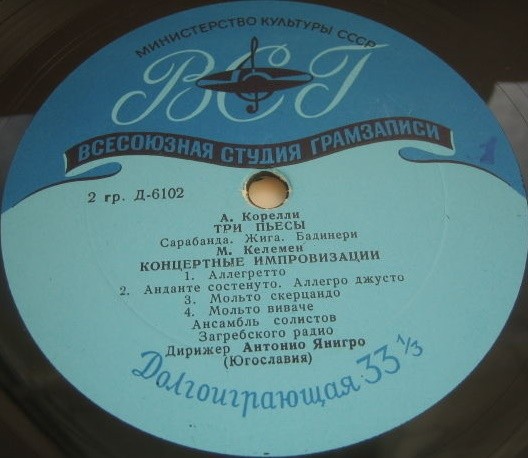 МИНИСТЕРСТВО КУЛЬТУРЫ СССР
ВСГ
ВСЕСОЮЗНАЯ СТУДИЯ ГРАМЗАПИСИ
1
2 гр. Д-6102
А. Корелли
ТРИ ПЬЕСЫ
Сарабанда. Жига. Бадинери
М. Келемен
КОНЦЕРТНЫЕ ИМПРОВИЗАЦИИ
1. Аллегретто
2. Анданте состенуто. Аллегро джусто
3. Мольто скерцандо
4. Мольто виваче
Ансамбль солистов
Загребского радио
Дирижер Антонио Янигро
(Югославия)
Долгоиграющая 33 1/3